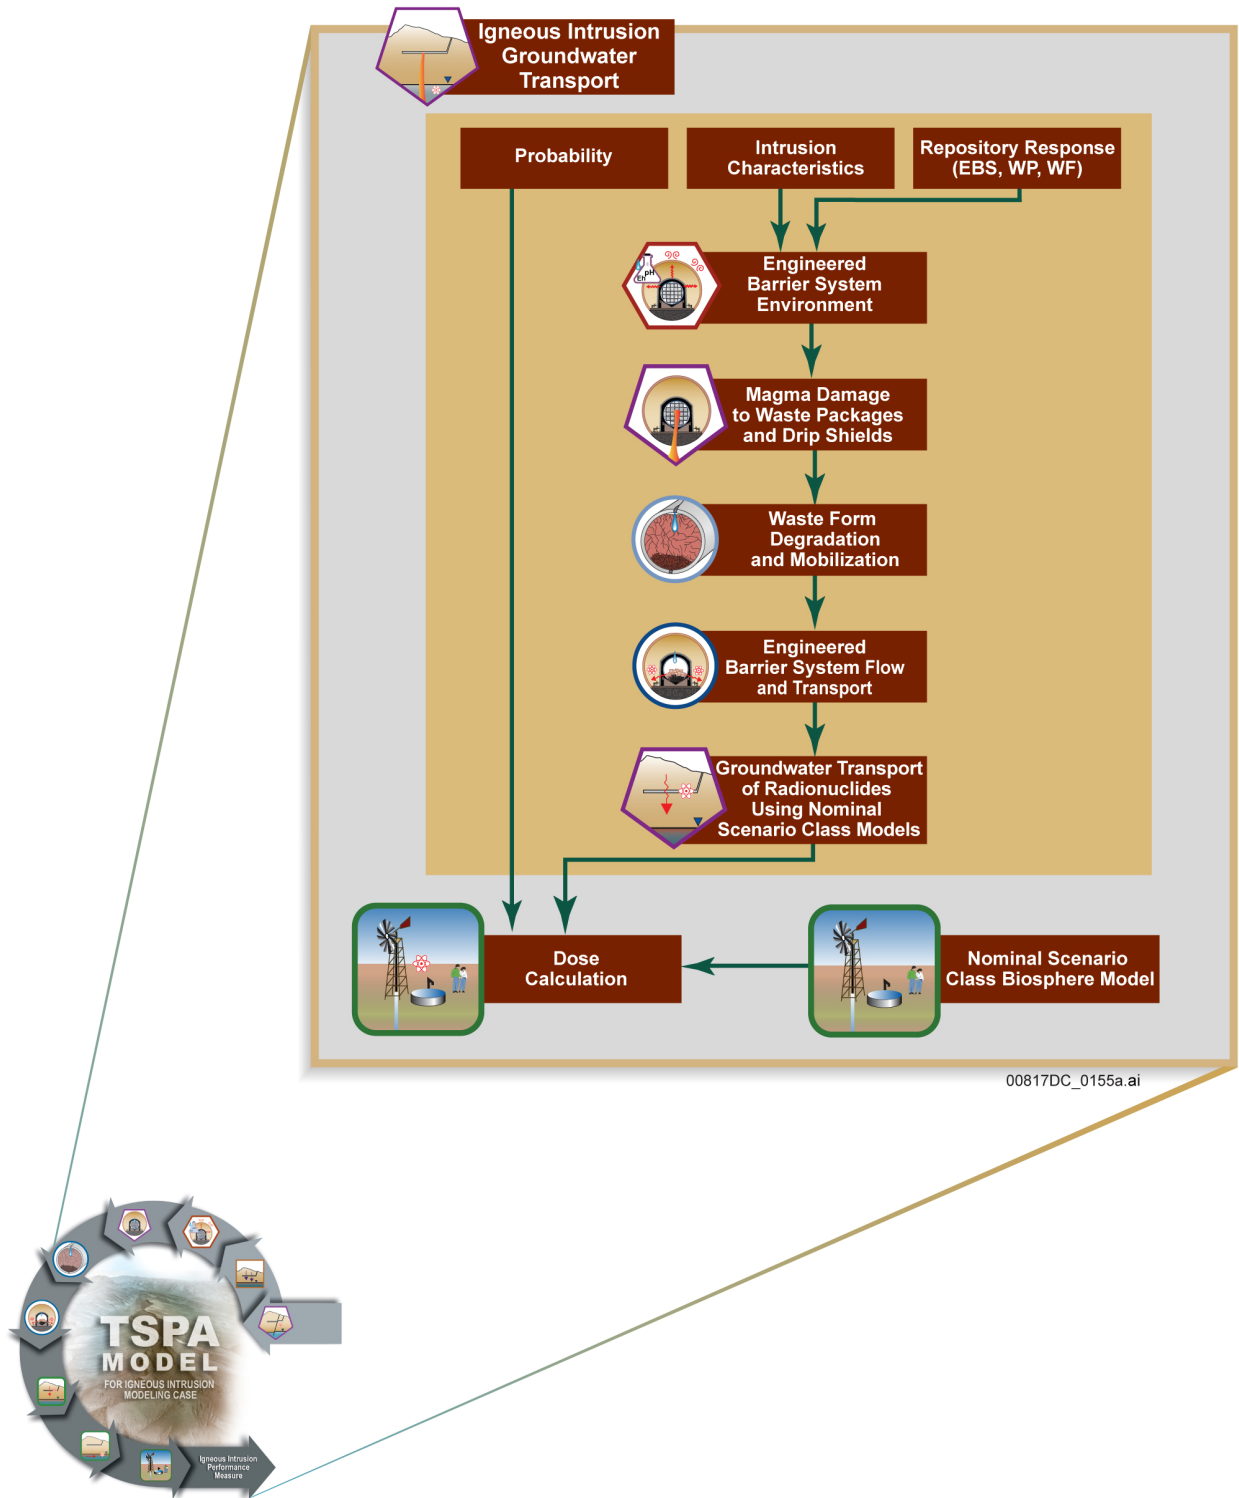 Igneous Intrusion
Groundwater
Transport
Probability
Intrusion
Characteristics
Repository Response
(EBS, WP, WF)
pH
Eh
Engineered
Barrier System
Environment
Magma Damage
to Waste Packages
and Drip Shields
Waste Form
Degradation
and Mobilization
Engineered
Barrier System Flow
and Transport
Groundwater Transport
of Radionuclides
Using Nominal
Scenario Class Models
Dose
Calculation
Nominal Scenario
Class Biosphere Model
00817DC_0155a.ai
TSPA
MODEL
FOR IGNEOUS INTRUSION
MODELING CASE
Igneous Intrusion
Performance
Measure